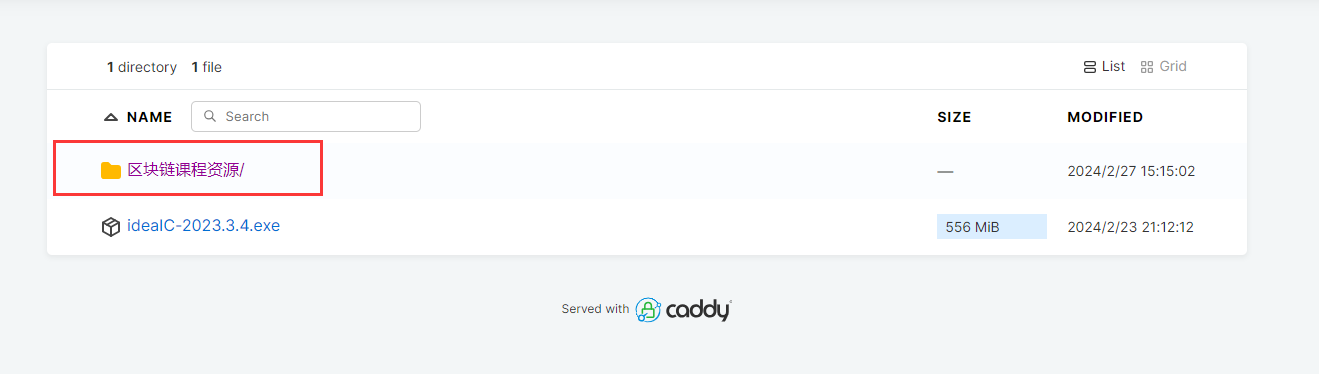 1 directory 1 file List Grid
NAME Search SIZE MODIFIED
区块链课程资源/ — 2024/2/27 15:15:02
ideaIC-2023.3.4.exe 556 MiB 2024/2/23 21:12:12
Served with caddy